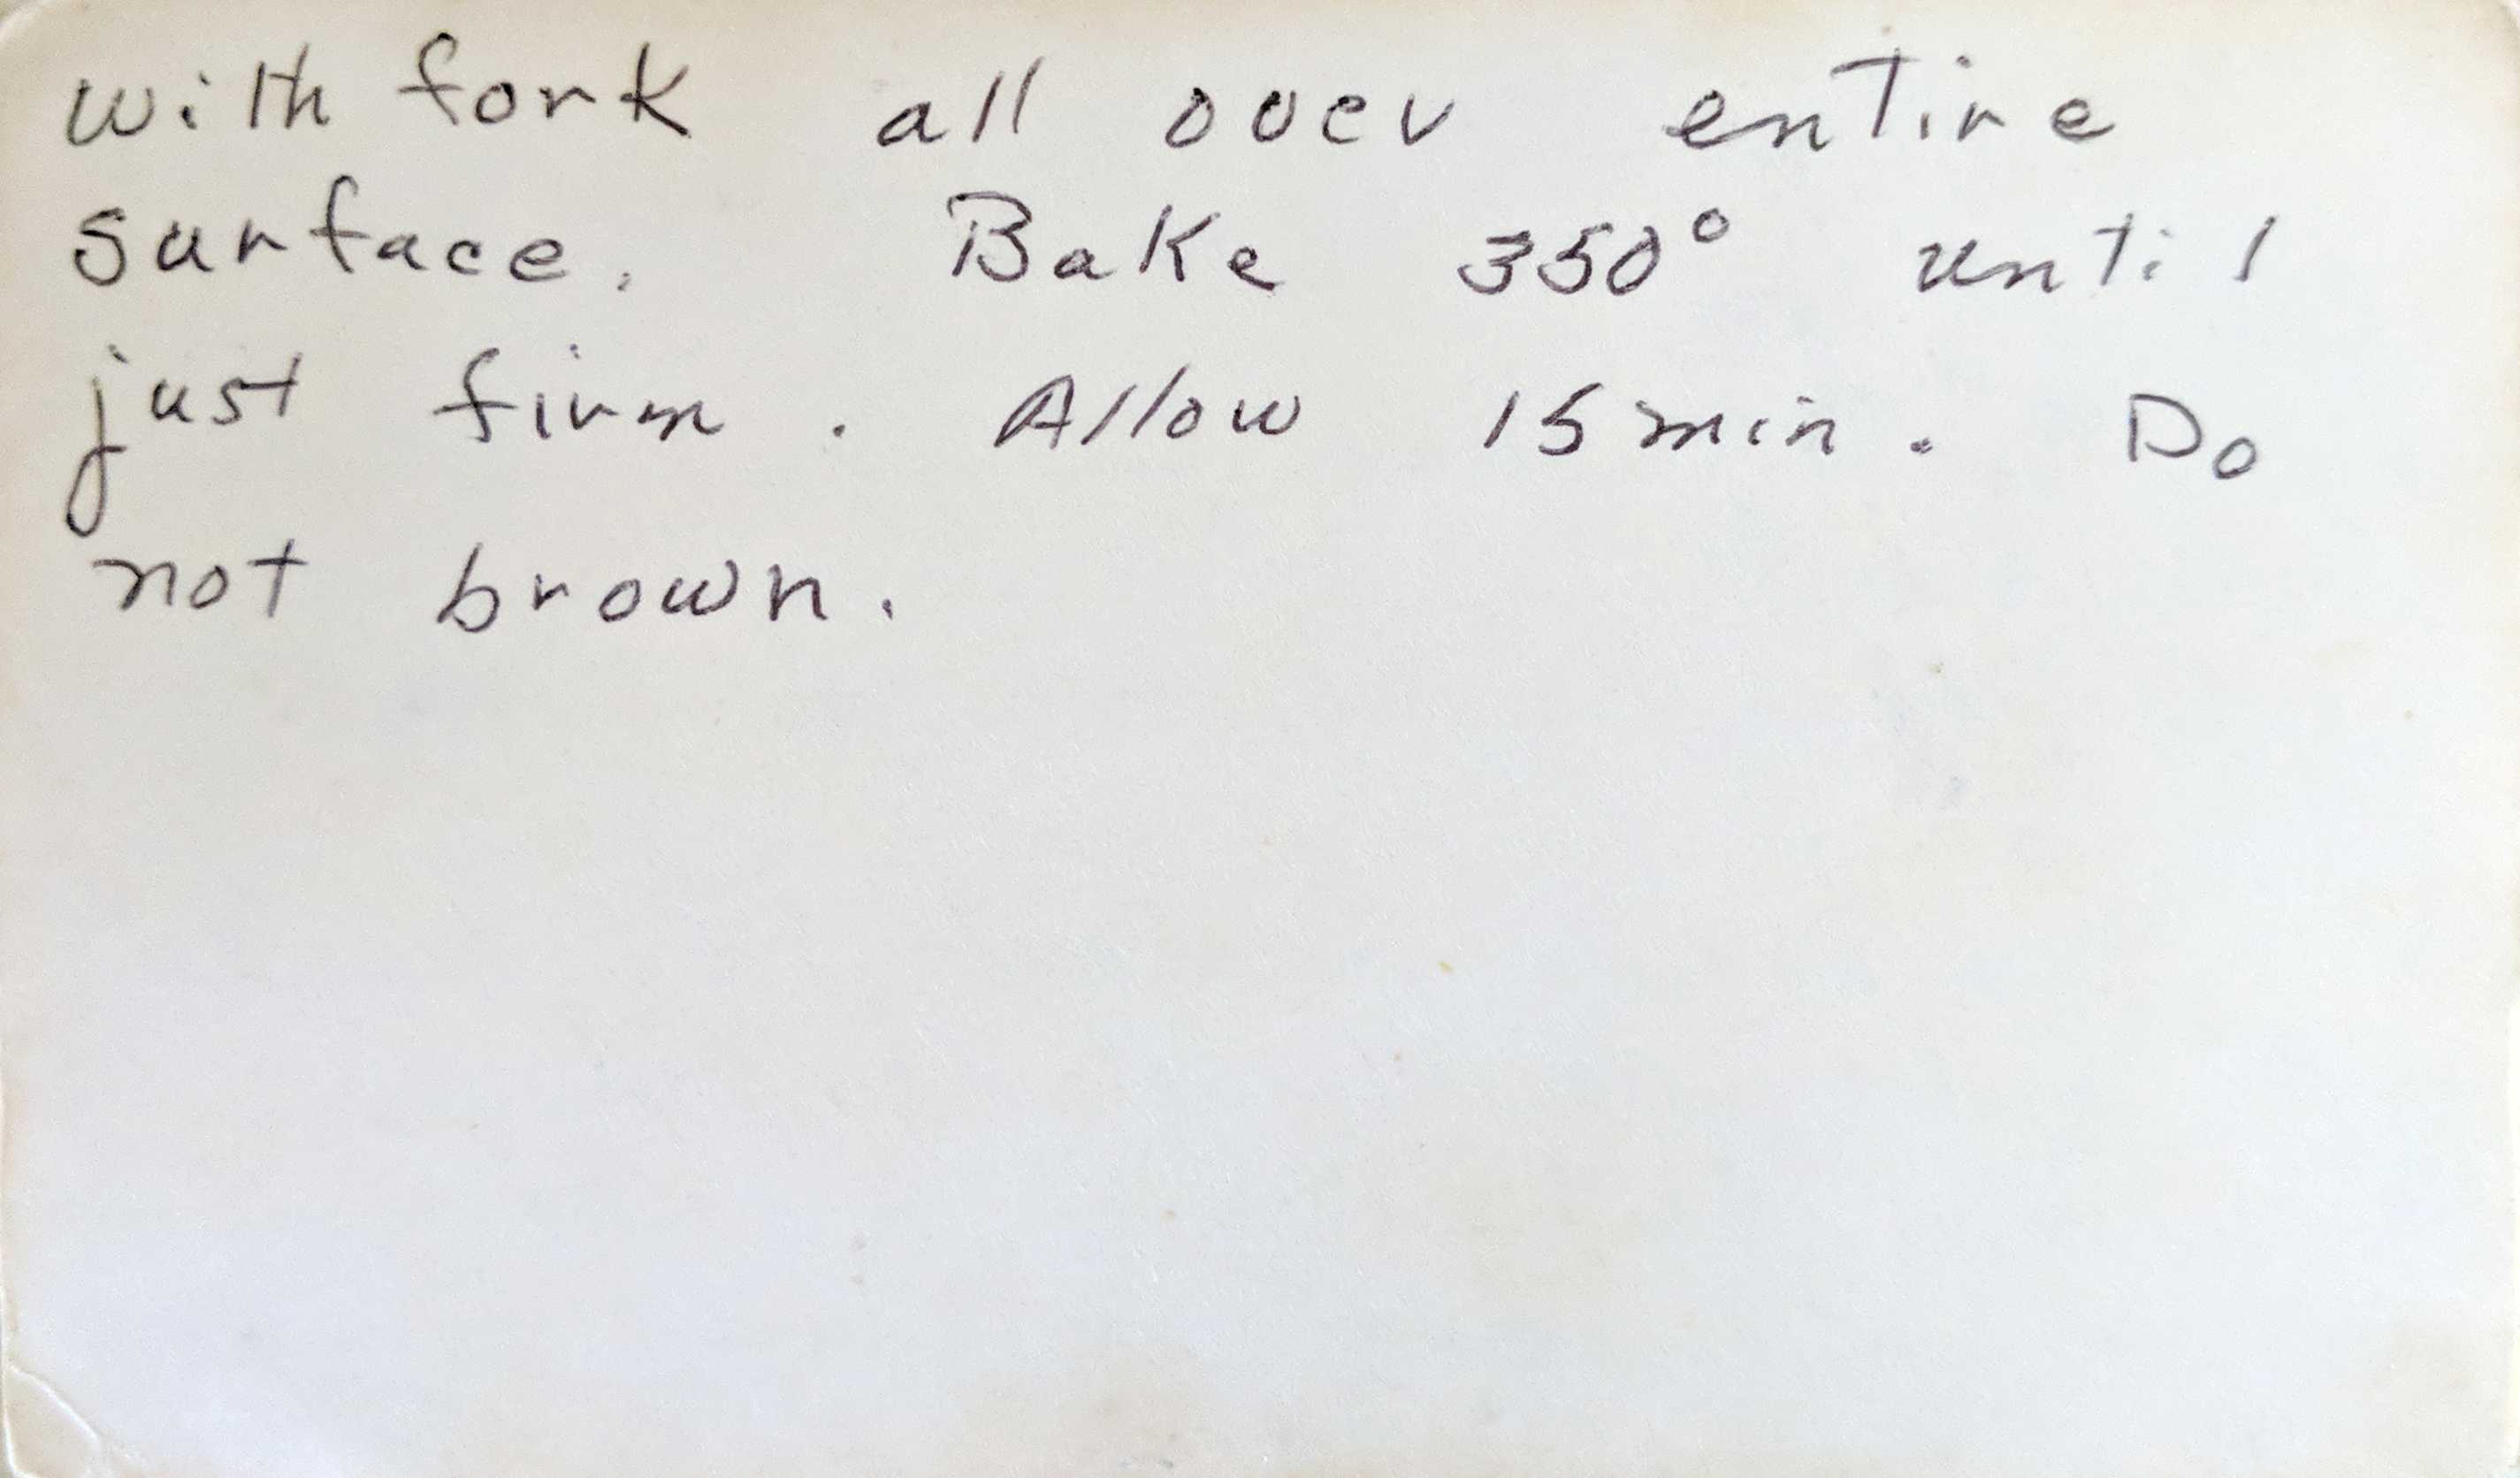 with fork all over entire
surface. Bake 350° until
just firm. Allow 15 min. Do
not brown.